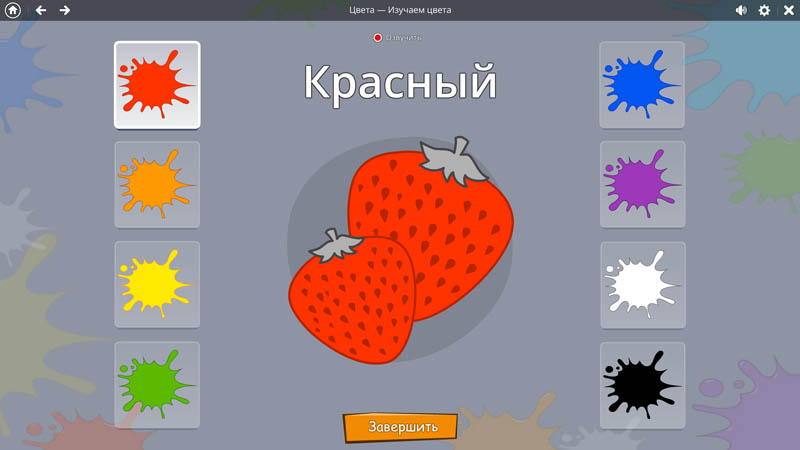 Цвета — Изучаем цвета
Озвучить
Красный
Завершить